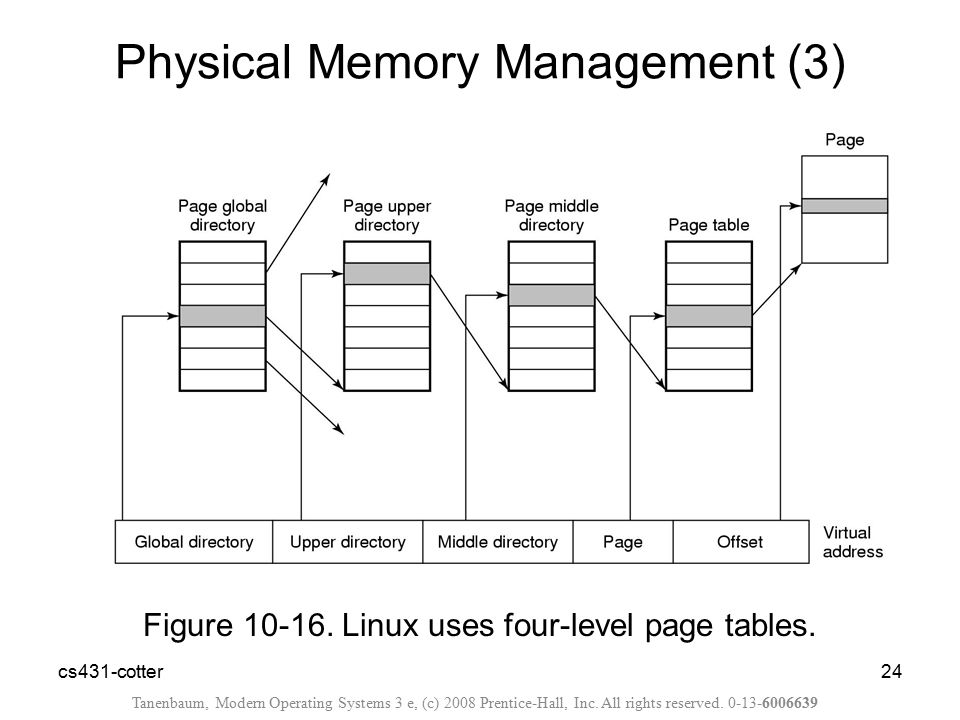 Physical Memory Management (3)
Page
Page global
directory
Page upper
directory
Page middle
directory
Page table
Global directory
Upper directory
Middle directory
Page
Offset
Virtual
address
Figure 10-16. Linux uses four-level page tables.
cs431-cotter
24
Tanenbaum, Modern Operating Systems 3 e, (c) 2008 Prentice-Hall, Inc. All rights reserved. 0-13-6006639